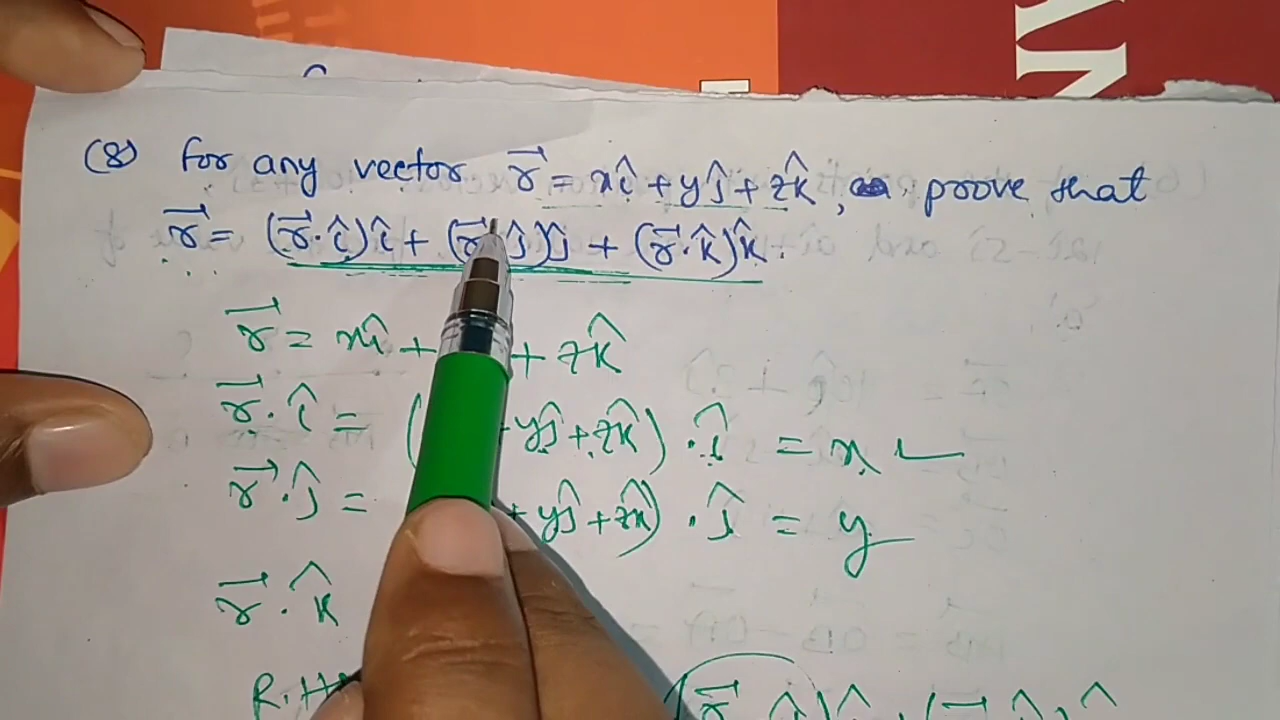 (8) for any vector r⃗ = xî + yĵ + zk̂, prove that
r⃗ = (r⃗.î)î + (r⃗ ĵ)ĵ + (r⃗.k̂)k̂.
r⃗ = xî + + zk̂
r⃗.î = ( + yĵ + zk̂) . î = x
r⃗.ĵ = + yĵ + zk̂) . ĵ = y
r⃗.k̂
R.H